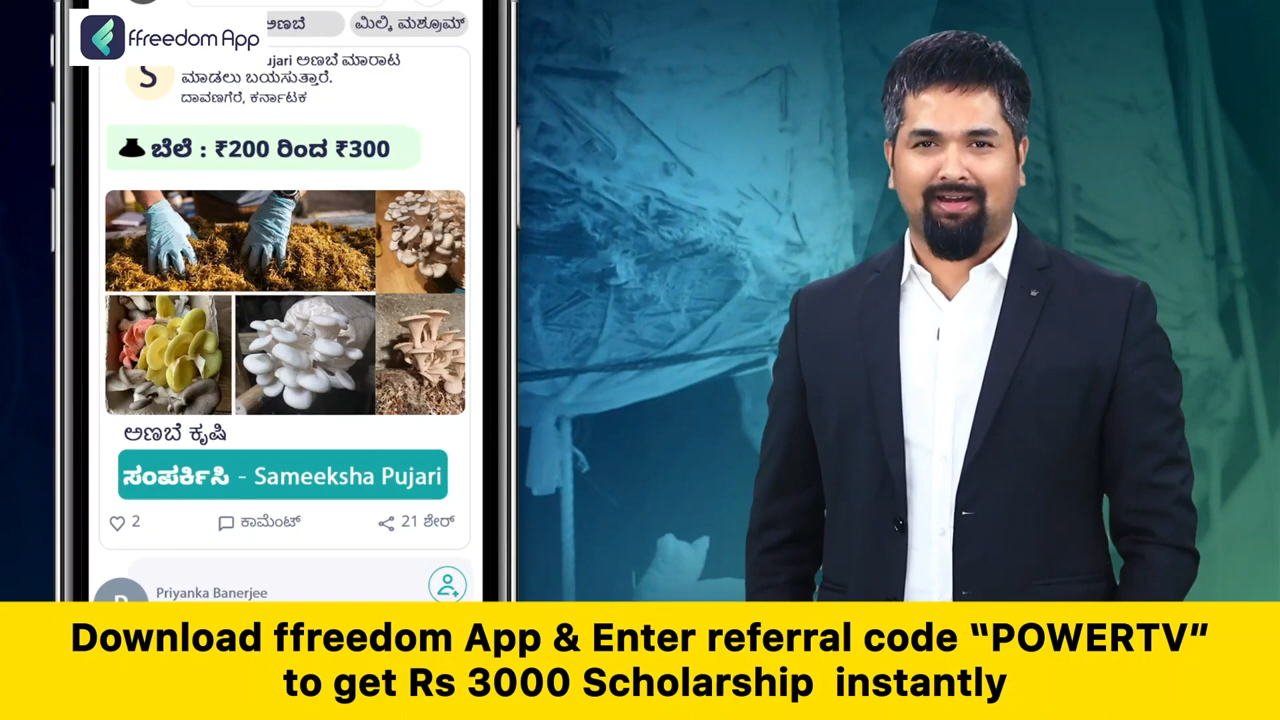 ffreedom App
ಅಣಬೆ
ಮಿಲ್ಕಿ ಮಶ್ರೂಮ್
S
ujari ಅಣಬೆ ಮಾರಾಟ
ಮಾಡಲು ಬಯಸುತ್ತಾರೆ.
ದಾವಣಗೆರೆ, ಕರ್ನಾಟಕ
ಬೆಲೆ : ₹200 ರಿಂದ ₹300
ಅಣಬೆ ಕೃಷಿ
ಸಂಪರ್ಕಿಸಿ - Sameeksha Pujari
2
ಕಾಮೆಂಟ್
21 ಶೇರ್
Priyanka Banerjee
Download ffreedom App & Enter referral code “POWERTV”
to get Rs 3000 Scholarship instantly